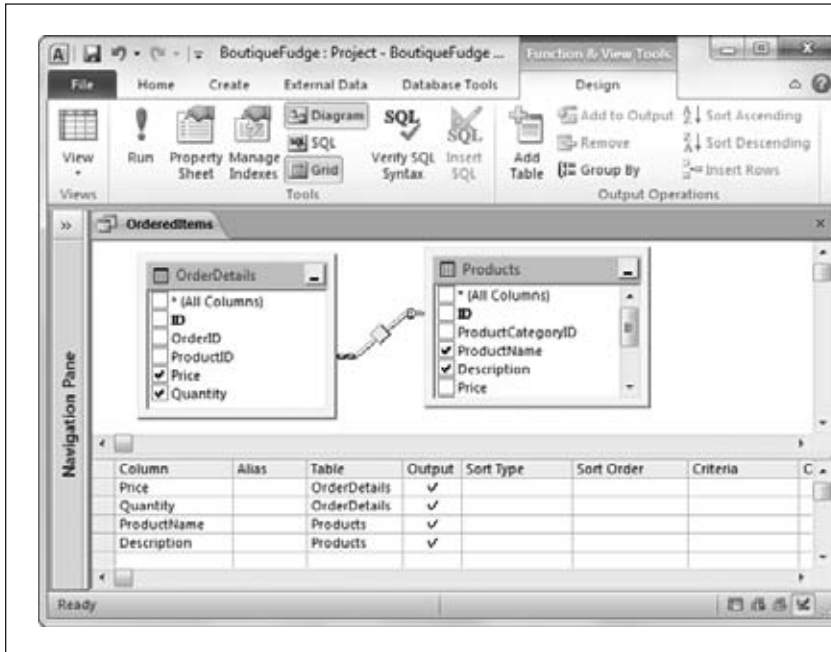 BoutiqueFudge : Project - BoutiqueFudge ... Function & View Tools
File Home Create External Data Database Tools Design
View
Views
Run
Property Sheet
Manage Indexes
Diagram
SQL
Grid
Verify SQL Syntax
Insert SQL
Tools
Add Table
Add to Output
Remove
Group By
Sort Ascending
Sort Descending
Insert Rows
Output Operations
OrderedItems
Navigation Pane
OrderDetails
* (All Columns)
ID
OrderID
ProductID
Price
Quantity
Products
* (All Columns)
ID
ProductCategoryID
ProductName
Description
Price
Column Alias Table Output Sort Type Sort Order Criteria C
Price OrderDetails
Quantity OrderDetails
ProductName Products
Description Products
Ready